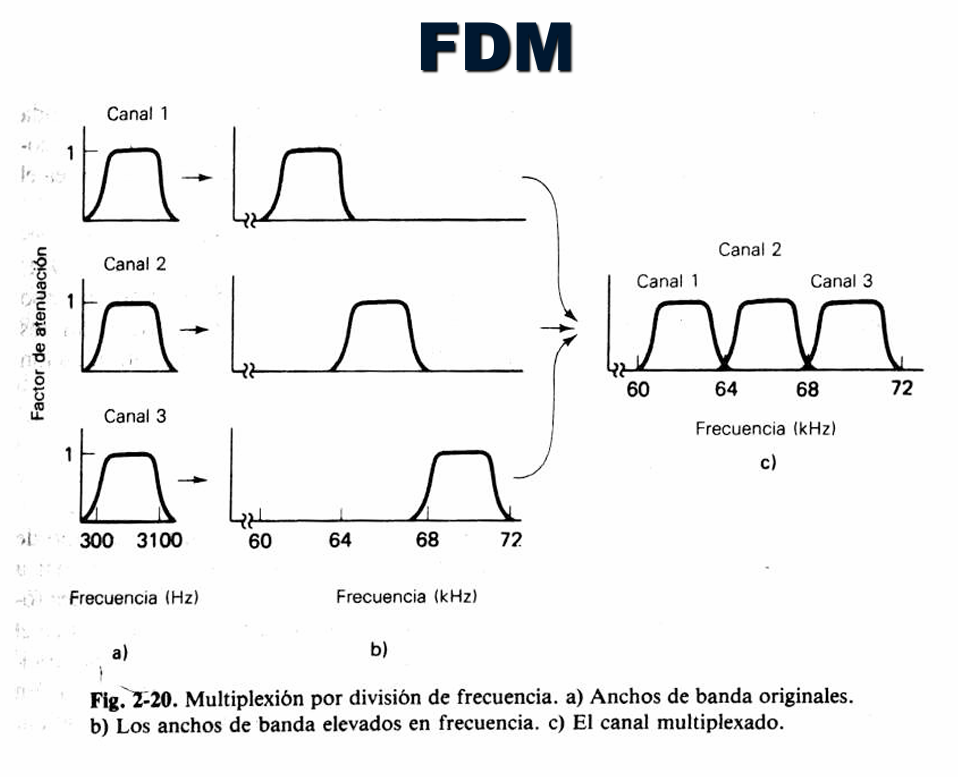 FDM
Canal 1
1
Canal 2
1
Canal 3
1
Factor de atenuación
300 3100
Frecuencia (Hz)
a)
60 64 68 72
Frecuencia (kHz)
b)
Canal 2
Canal 1 Canal 3
60 64 68 72
Frecuencia (kHz)
c)
Fig. 2-20. Multiplexión por división de frecuencia. a) Anchos de banda originales.
b) Los anchos de banda elevados en frecuencia. c) El canal multiplexado.